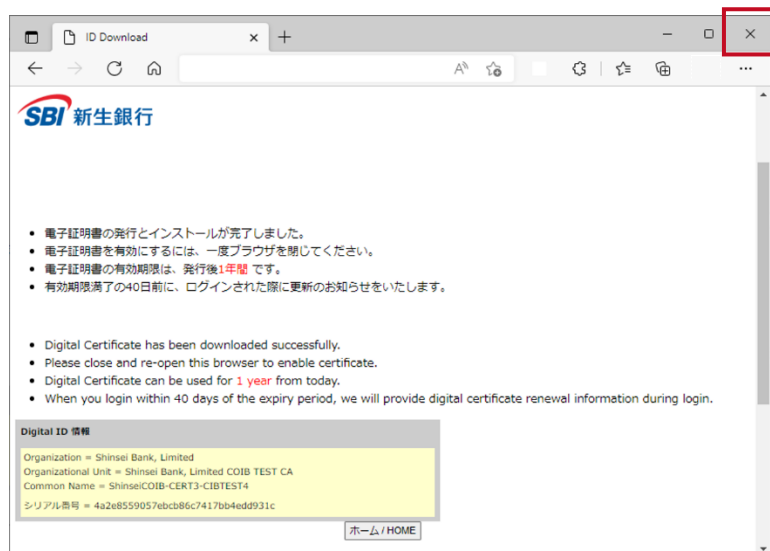 ID Download
SBI 新生銀行
電子証明書の発行とインストールが完了しました。
電子証明書を有効にするには、一度ブラウザを閉じてください。
電子証明書の有効期限は、発行後1年間 です。
有効期限満了の40日前に、ログインされた際に更新のお知らせをいたします。
Digital Certificate has been downloaded successfully.
Please close and re-open this browser to enable certificate.
Digital Certificate can be used for 1 year from today.
When you login within 40 days of the expiry period, we will provide digital certificate renewal information during login.
Digital ID 情報
Organization = Shinsei Bank, Limited
Organizational Unit = Shinsei Bank, Limited COIB TEST CA
Common Name = ShinseiCOIB-CERT3-CIBTEST4
シリアル番号 = 4a2e8559057ebcb86c7417bb4edd931c
ホーム / HOME